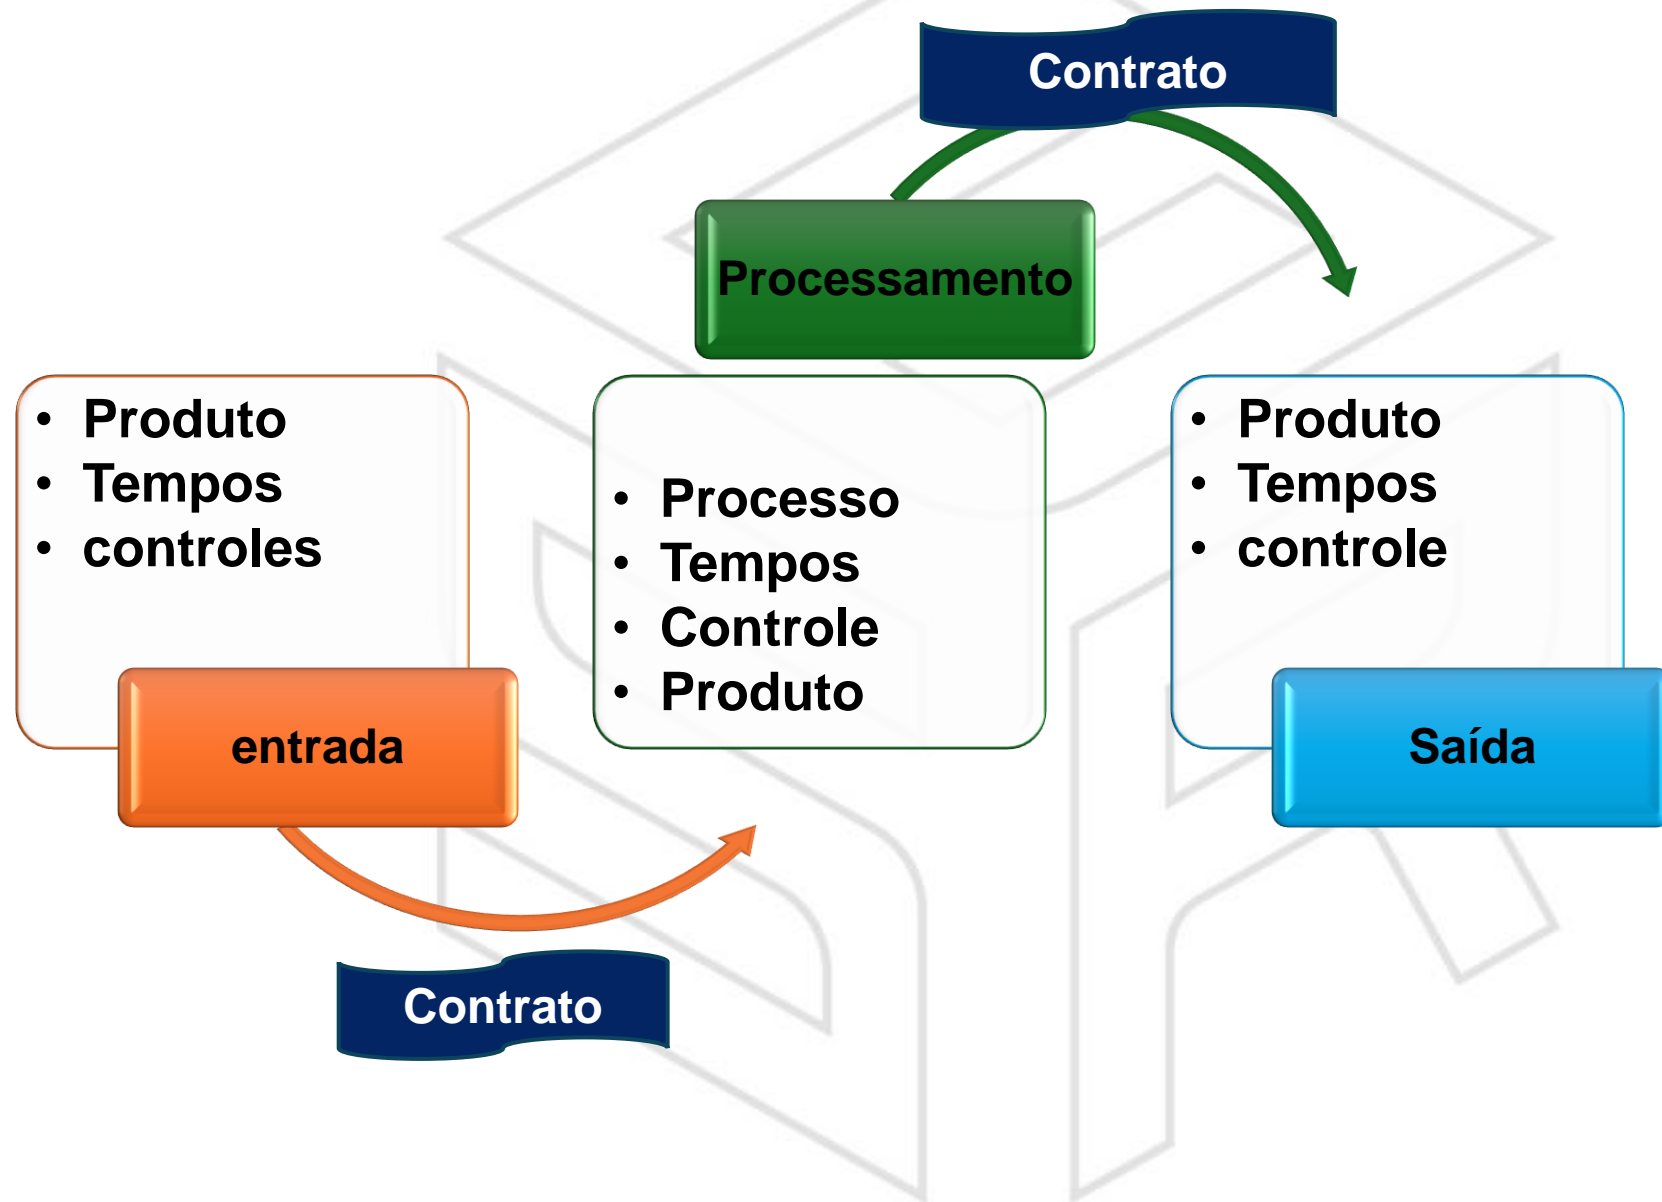 Contrato
Processamento
• Produto
• Tempos
• controles
entrada
• Processo
• Tempos
• Controle
• Produto
• Produto
• Tempos
• controle
Saída
Contrato